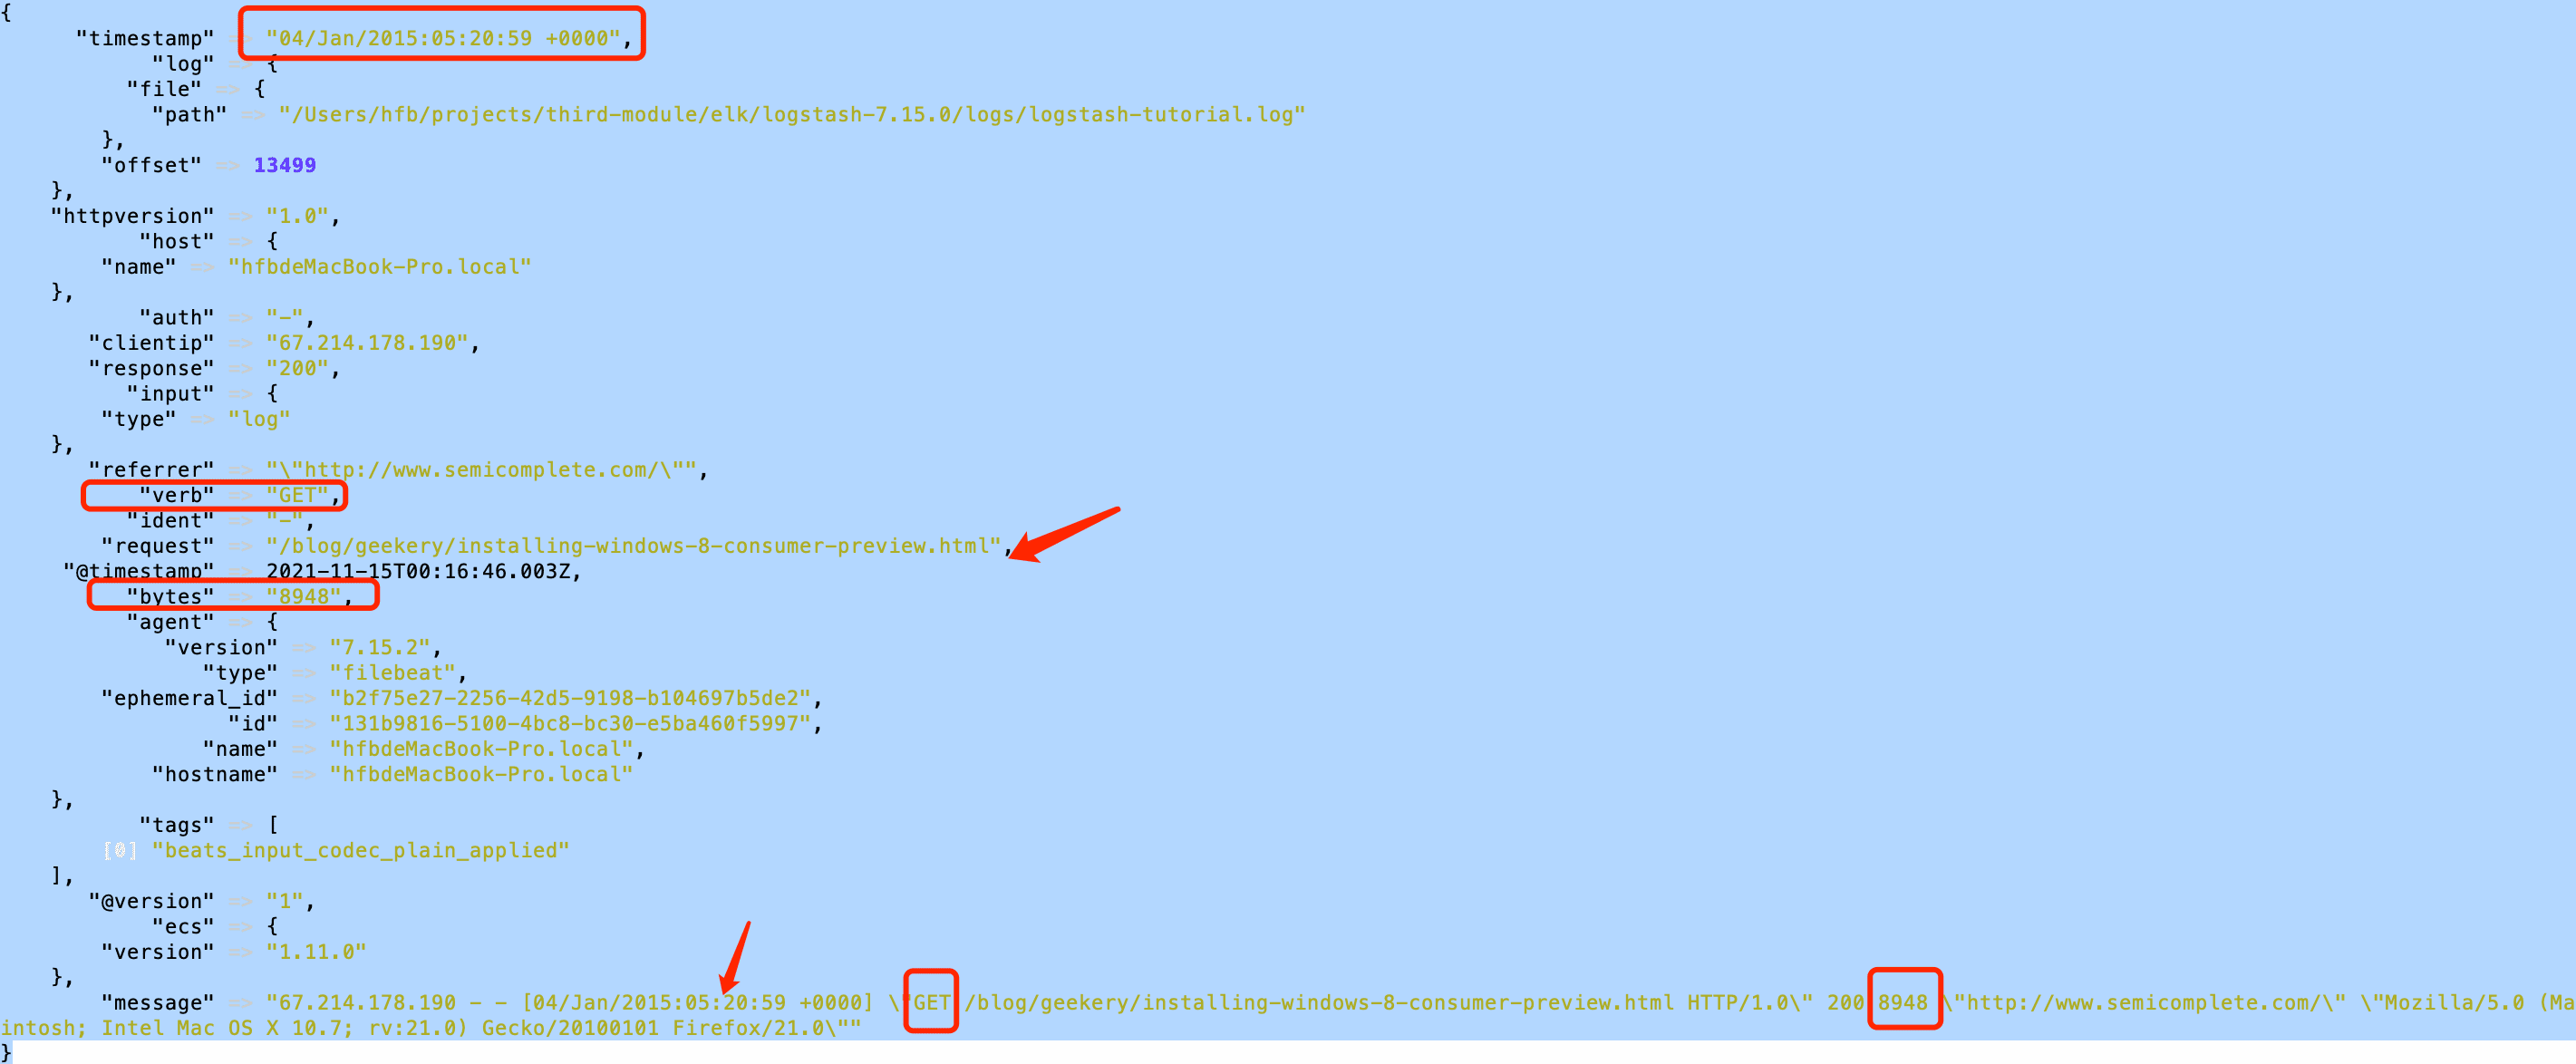 {
"timestamp" => "04/Jan/2015:05:20:59 +0000",
"log" => {
"file" => {
"path" => "/Users/hfb/projects/third-module/elk/logstash-7.15.0/logs/logstash-tutorial.log"
},
"offset" => 13499
},
"httpversion" => "1.0",
"host" => {
"name" => "hfbdeMacBook-Pro.local"
},
"auth" => "-",
"clientip" => "67.214.178.190",
"response" => "200",
"input" => {
"type" => "log"
},
"referrer" => "\"http://www.semicomplete.com/\"",
"verb" => "GET",
"ident" => "-",
"request" => "/blog/geekery/installing-windows-8-consumer-preview.html",
"@timestamp" => 2021-11-15T00:16:46.003Z,
"bytes" => "8948",
"agent" => {
"version" => "7.15.2",
"type" => "filebeat",
"ephemeral_id" => "b2f75e27-2256-42d5-9198-b104697b5de2",
"id" => "131b9816-5100-4bc8-bc30-e5ba460f5997",
"name" => "hfbdeMacBook-Pro.local",
"hostname" => "hfbdeMacBook-Pro.local"
},
"tags" => [
[0] "beats_input_codec_plain_applied"
],
"@version" => "1",
"ecs" => {
"version" => "1.11.0"
},
"message" => "67.214.178.190 - - [04/Jan/2015:05:20:59 +0000] \"GET /blog/geekery/installing-windows-8-consumer-preview.html HTTP/1.0\" 200 8948 \"http://www.semicomplete.com/\" \"Mozilla/5.0 (Ma
intosh; Intel Mac OS X 10.7; rv:21.0) Gecko/20100101 Firefox/21.0\""
}